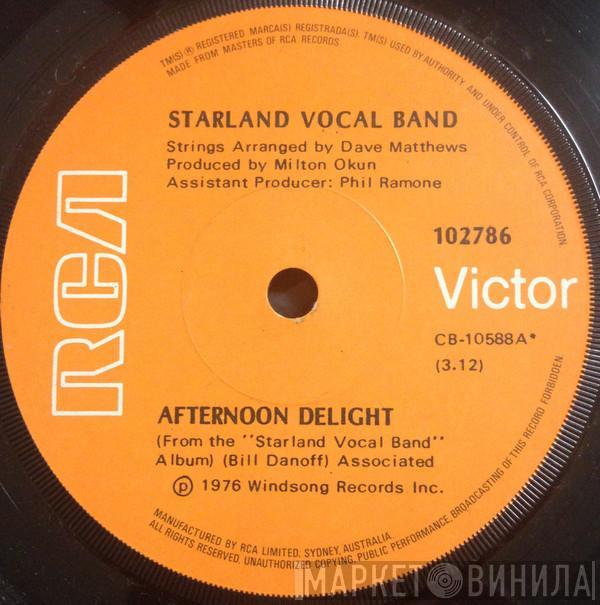 TM(S) ® REGISTERED MARCA(S) REGISTRADA(S). TM(S) USED BY AUTHORITY AND UNDER CONTROL OF RCA CORPORATION.
MADE FROM MASTERS OF RCA RECORDS
STARLAND VOCAL BAND
Strings Arranged by Dave Matthews
Produced by Milton Okun
Assistant Producer: Phil Ramone
102786
RCA
Victor
CB-10588A*
(3.12)
AFTERNOON DELIGHT
(From the "Starland Vocal Band"
Album) (Bill Danoff) Associated
℗ 1976 Windsong Records Inc.
MANUFACTURED BY RCA LIMITED, SYDNEY, AUSTRALIA.
ALL RIGHTS RESERVED. UNAUTHORIZED COPYING, PUBLIC PERFORMANCE, BROADCASTING OF THIS RECORD FORBIDDEN
МАРКЕТ ВИНИЛА